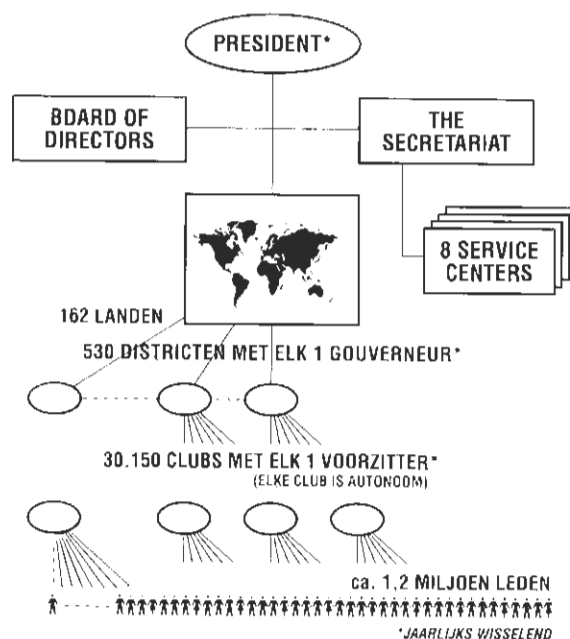 PRESIDENT*
BOARD OF
DIRECTORS
THE
SECRETARIAT
8 SERVICE
CENTERS
162 LANDEN
530 DISTRICTEN MET ELK 1 GOUVERNEUR*
30.150 CLUBS MET ELK 1 VOORZITTER*
(ELKE CLUB IS AUTONOOM)
ca. 1,2 MILJOEN LEDEN
*JAARLIJKS WISSELEND